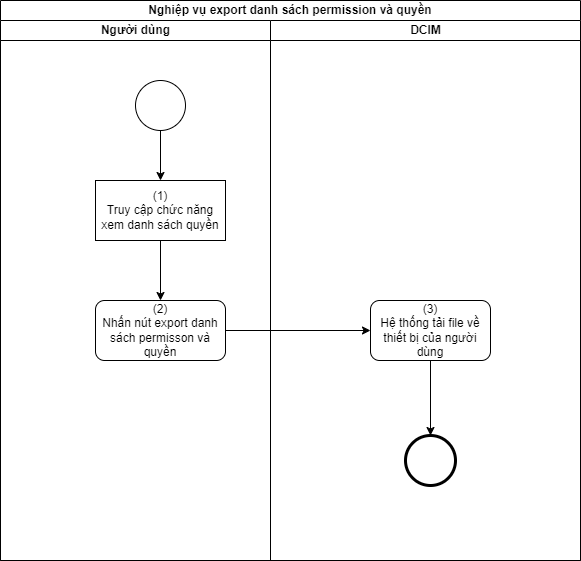 Nghiệp vụ export danh sách permission và quyền
Người dùng
DCIM
(1)
Truy cập chức năng
xem danh sách quyền
(2)
Nhấn nút export danh
sách permisson và
quyền
(3)
Hệ thống tải file về
thiết bị của người
dùng